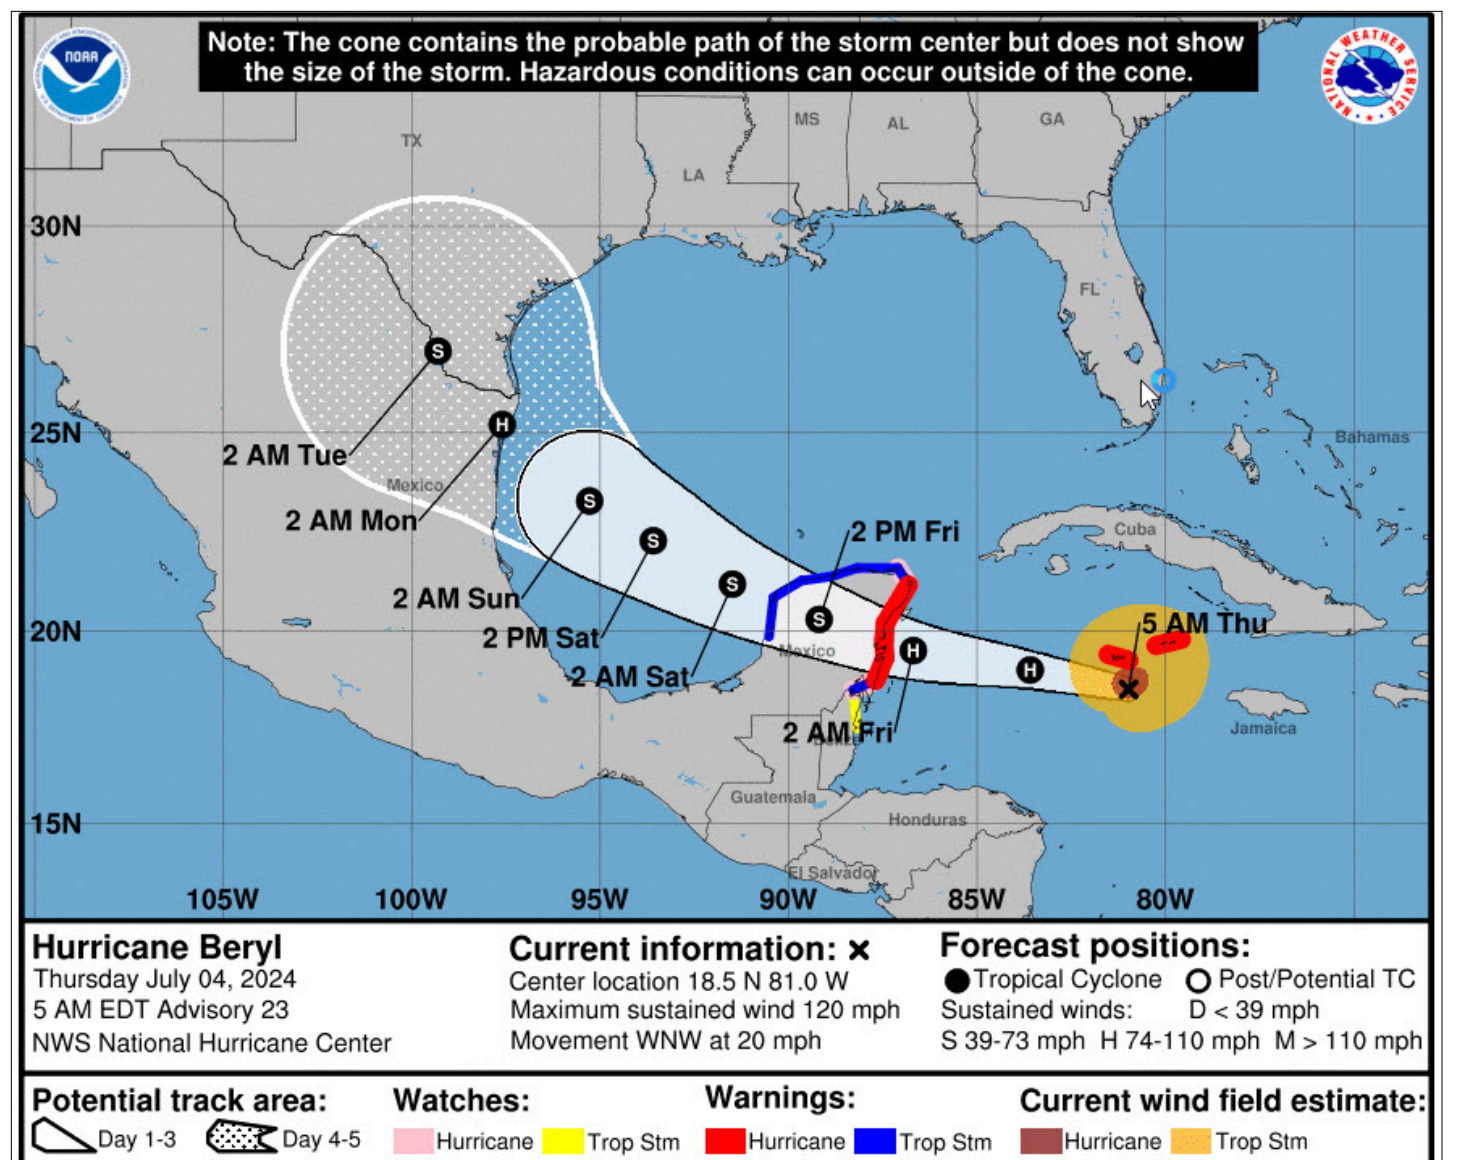 Note: The cone contains the probable path of the storm center but does not show
the size of the storm. Hazardous conditions can occur outside of the cone.
NOAA
NATIONAL WEATHER SERVICE
TX
MS
AL
GA
LA
30N
FL
2 AM Tue
25N
Bahamas
Mexico
2 AM Mon
S
H
S
S
S
S
H
H
2 PM Fri
Cuba
2 AM Sun
2 PM Sat
20N
5 AM Thu
Mexico
2 AM Sat
2 AM Fri
Jamaica
Guatemala
15N
Honduras
El Salvador
105W
100W
95W
90W
85W
80W
Hurricane Beryl
Thursday July 04, 2024
5 AM EDT Advisory 23
NWS National Hurricane Center
Current information: x
Center location 18.5 N 81.0 W
Maximum sustained wind 120 mph
Movement WNW at 20 mph
Forecast positions:
Tropical Cyclone Post/Potential TC
Sustained winds: D < 39 mph
S 39-73 mph H 74-110 mph M > 110 mph
Potential track area:
Day 1-3 Day 4-5
Watches:
Hurricane Trop Stm
Warnings:
Hurricane Trop Stm
Current wind field estimate:
Hurricane Trop Stm